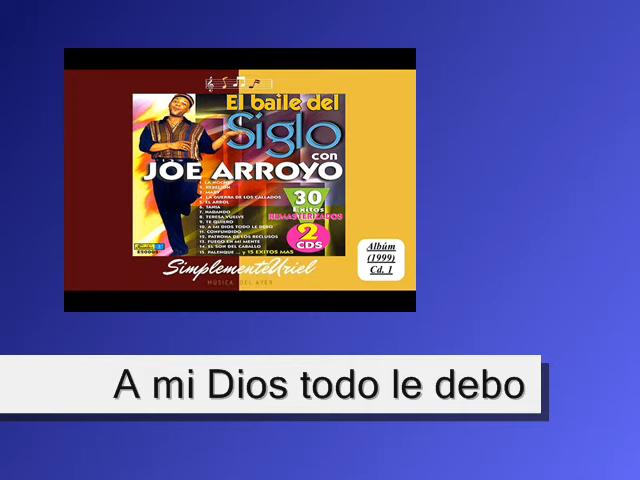 El baile del
Siglo
con
JOE ARROYO
1. LA NOCHE
2. REBELION
3. MARY
4. LA GUERRA DE LOS CALLADOS
5. EL ARBOL
6. TANIA
7. NADANDO
8. TERESA VUELVE
9. TE QUIERO
10. A MI DIOS TODO LE DEBO
11. CONFUNDIDO
12. PATRONA DE LOS RECLUSOS
13. FUEGO EN MI MENTE
14. EL SON DEL CABALLO
15. PALENQUE ... y 15 EXITOS MAS
30
Exitos
REMASTERIZADOS
2
CDS
Albúm
(1999)
Cd. 1
SimplementeUriel
MÚSICA DEL AYER
A mi Dios todo le debo